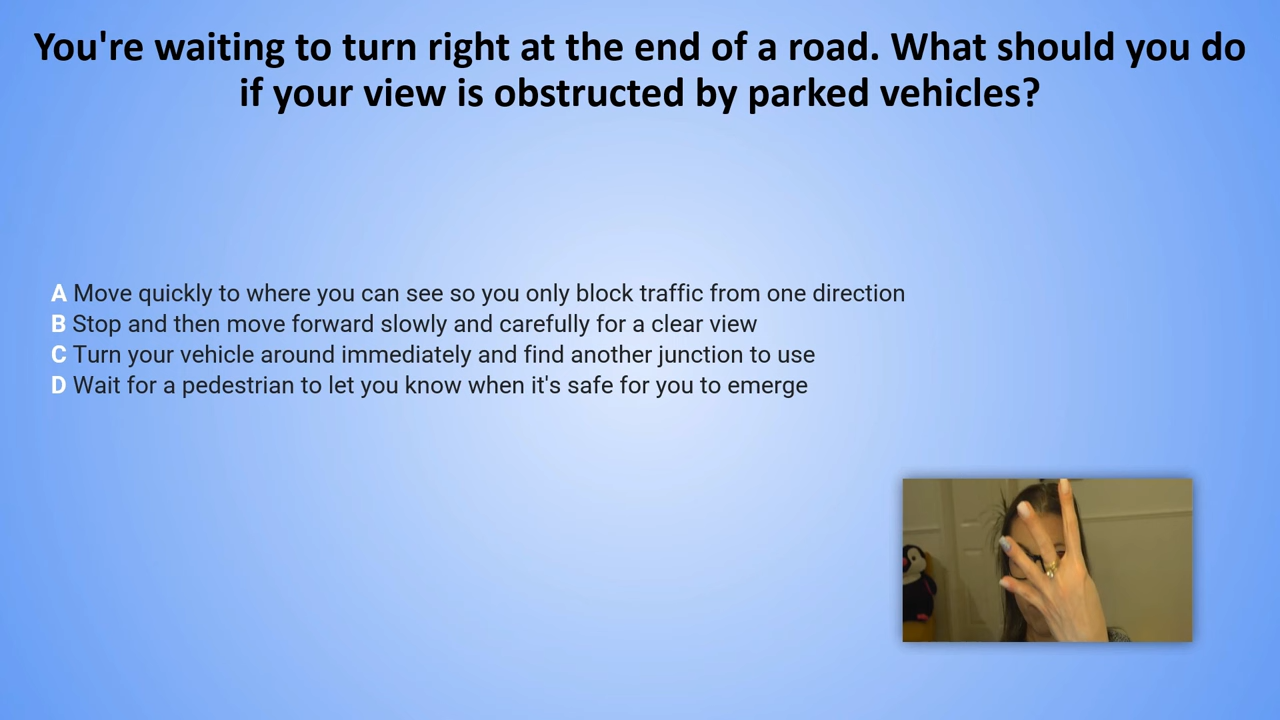 You're waiting to turn right at the end of a road. What should you do
if your view is obstructed by parked vehicles?
A Move quickly to where you can see so you only block traffic from one direction
B Stop and then move forward slowly and carefully for a clear view
C Turn your vehicle around immediately and find another junction to use
D Wait for a pedestrian to let you know when it's safe for you to emerge